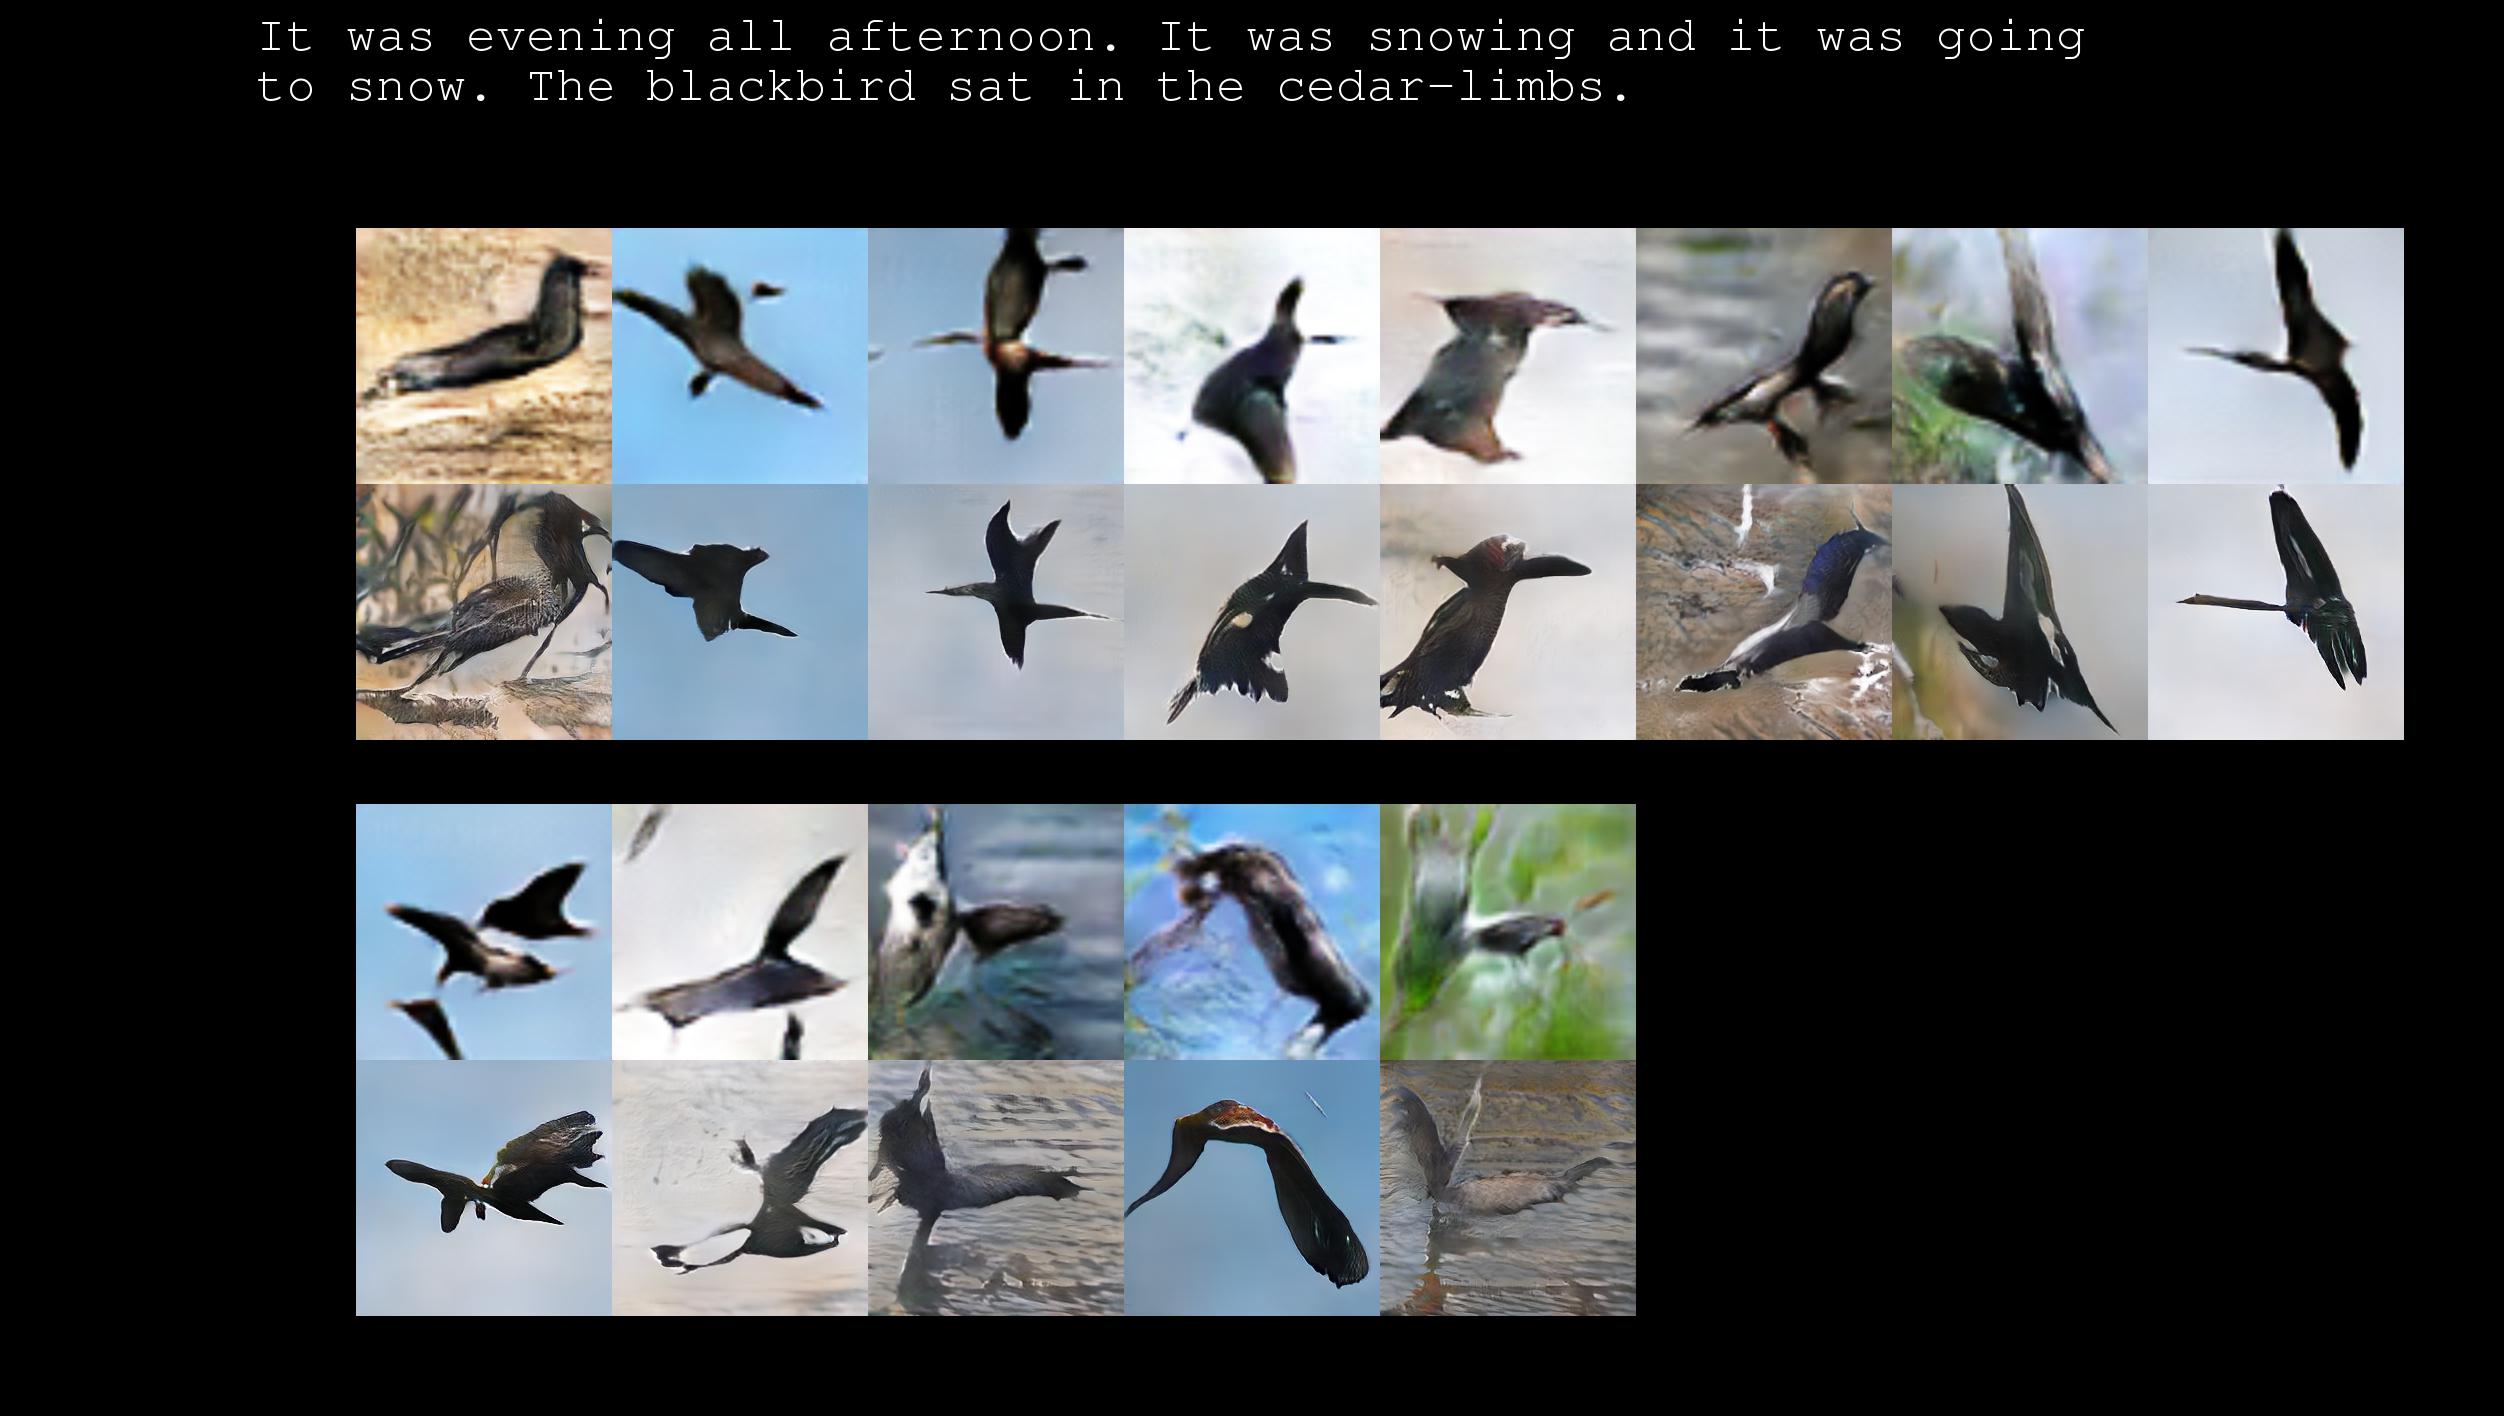 It was evening all afternoon. It was snowing and it was going
to snow. The blackbird sat in the cedar-limbs.